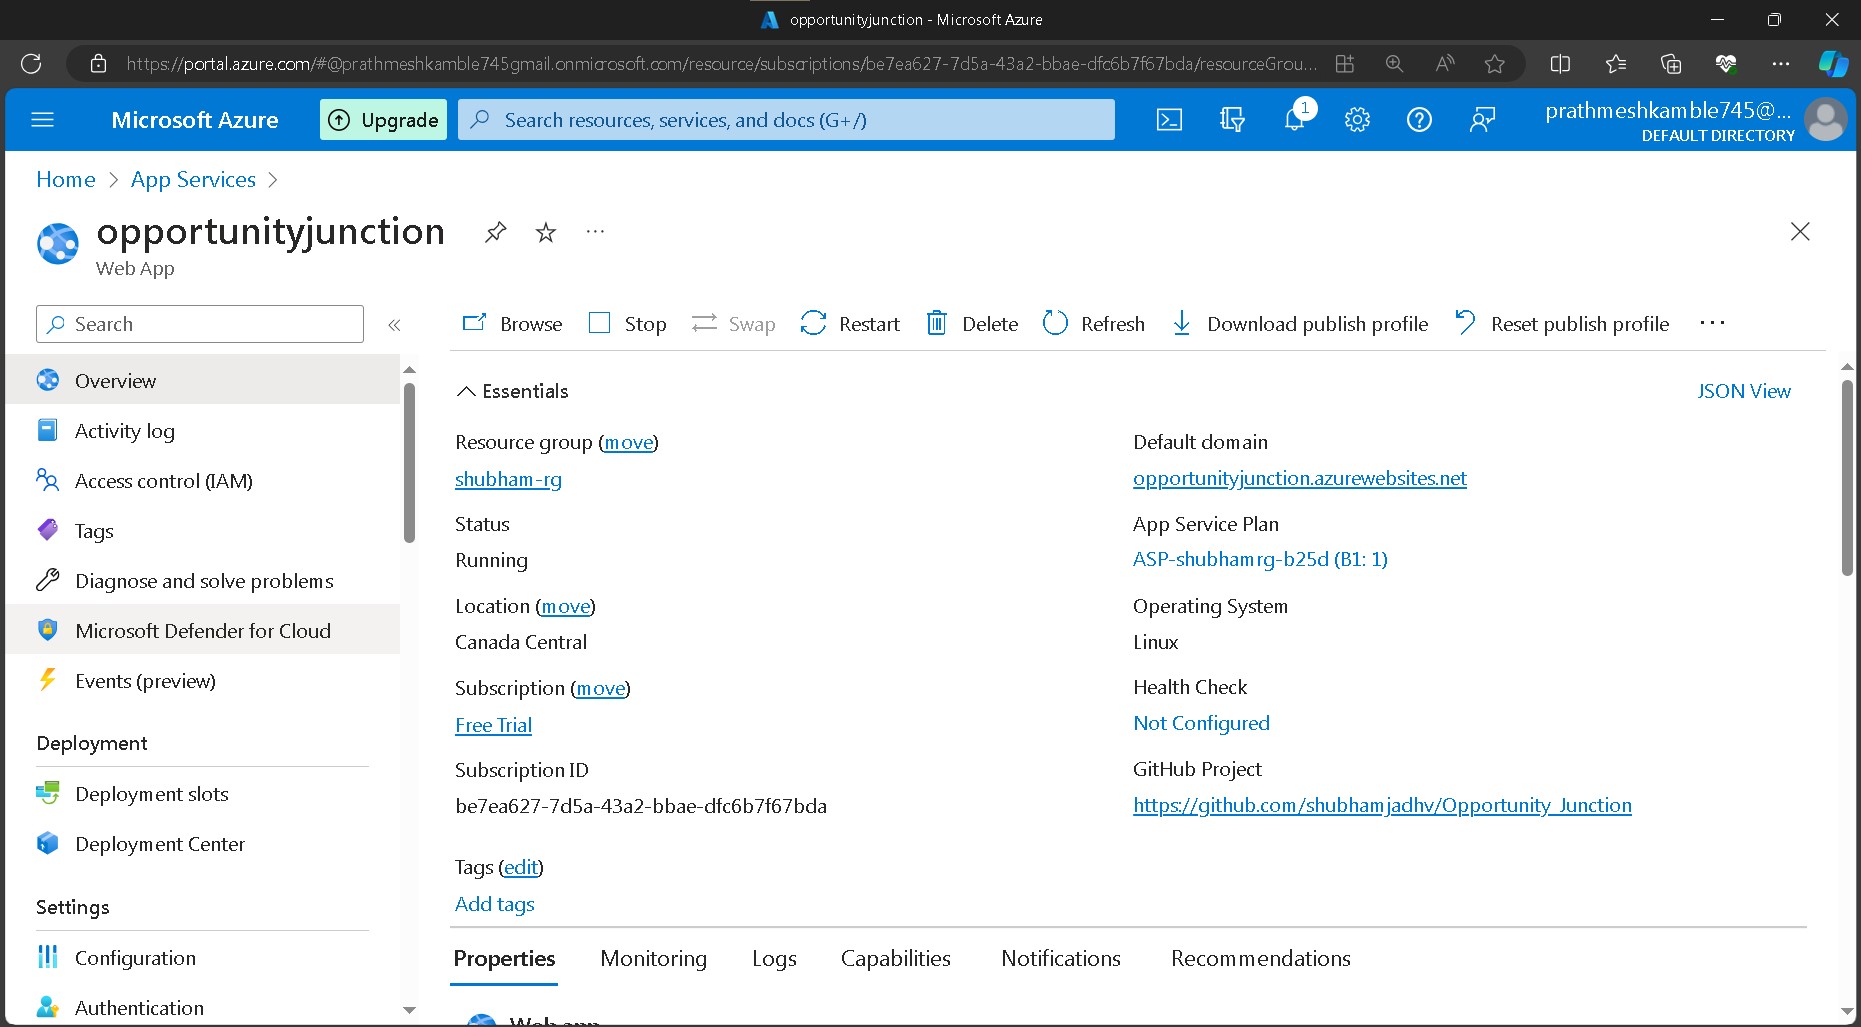 opportunityjunction - Microsoft Azure
https://portal.azure.com/#@prathmeshkamble745gmail.onmicrosoft.com/resource/subscriptions/be7ea627-7d5a-43a2-bbae-dfc6b7f67bda/resourceGrou...
Microsoft Azure
Upgrade
Search resources, services, and docs (G+/)
1
prathmeshkamble745@...
DEFAULT DIRECTORY
Home > App Services >
opportunityjunction
...
Web App
Search
«
Browse
Stop
Swap
Restart
Delete
Refresh
Download publish profile
Reset publish profile
...
Overview
Activity log
Access control (IAM)
Tags
Diagnose and solve problems
Microsoft Defender for Cloud
Events (preview)
Deployment
Deployment slots
Deployment Center
Settings
Configuration
Authentication
Essentials
JSON View
Resource group (move)
shubham-rg
Status
Running
Location (move)
Canada Central
Subscription (move)
Free Trial
Subscription ID
be7ea627-7d5a-43a2-bbae-dfc6b7f67bda
Default domain
opportunityjunction.azurewebsites.net
App Service Plan
ASP-shubhamrg-b25d (B1: 1)
Operating System
Linux
Health Check
Not Configured
GitHub Project
https://github.com/shubhamjadhv/Opportunity_Junction
Tags (edit)
Add tags
Properties
Monitoring
Logs
Capabilities
Notifications
Recommendations
Web app